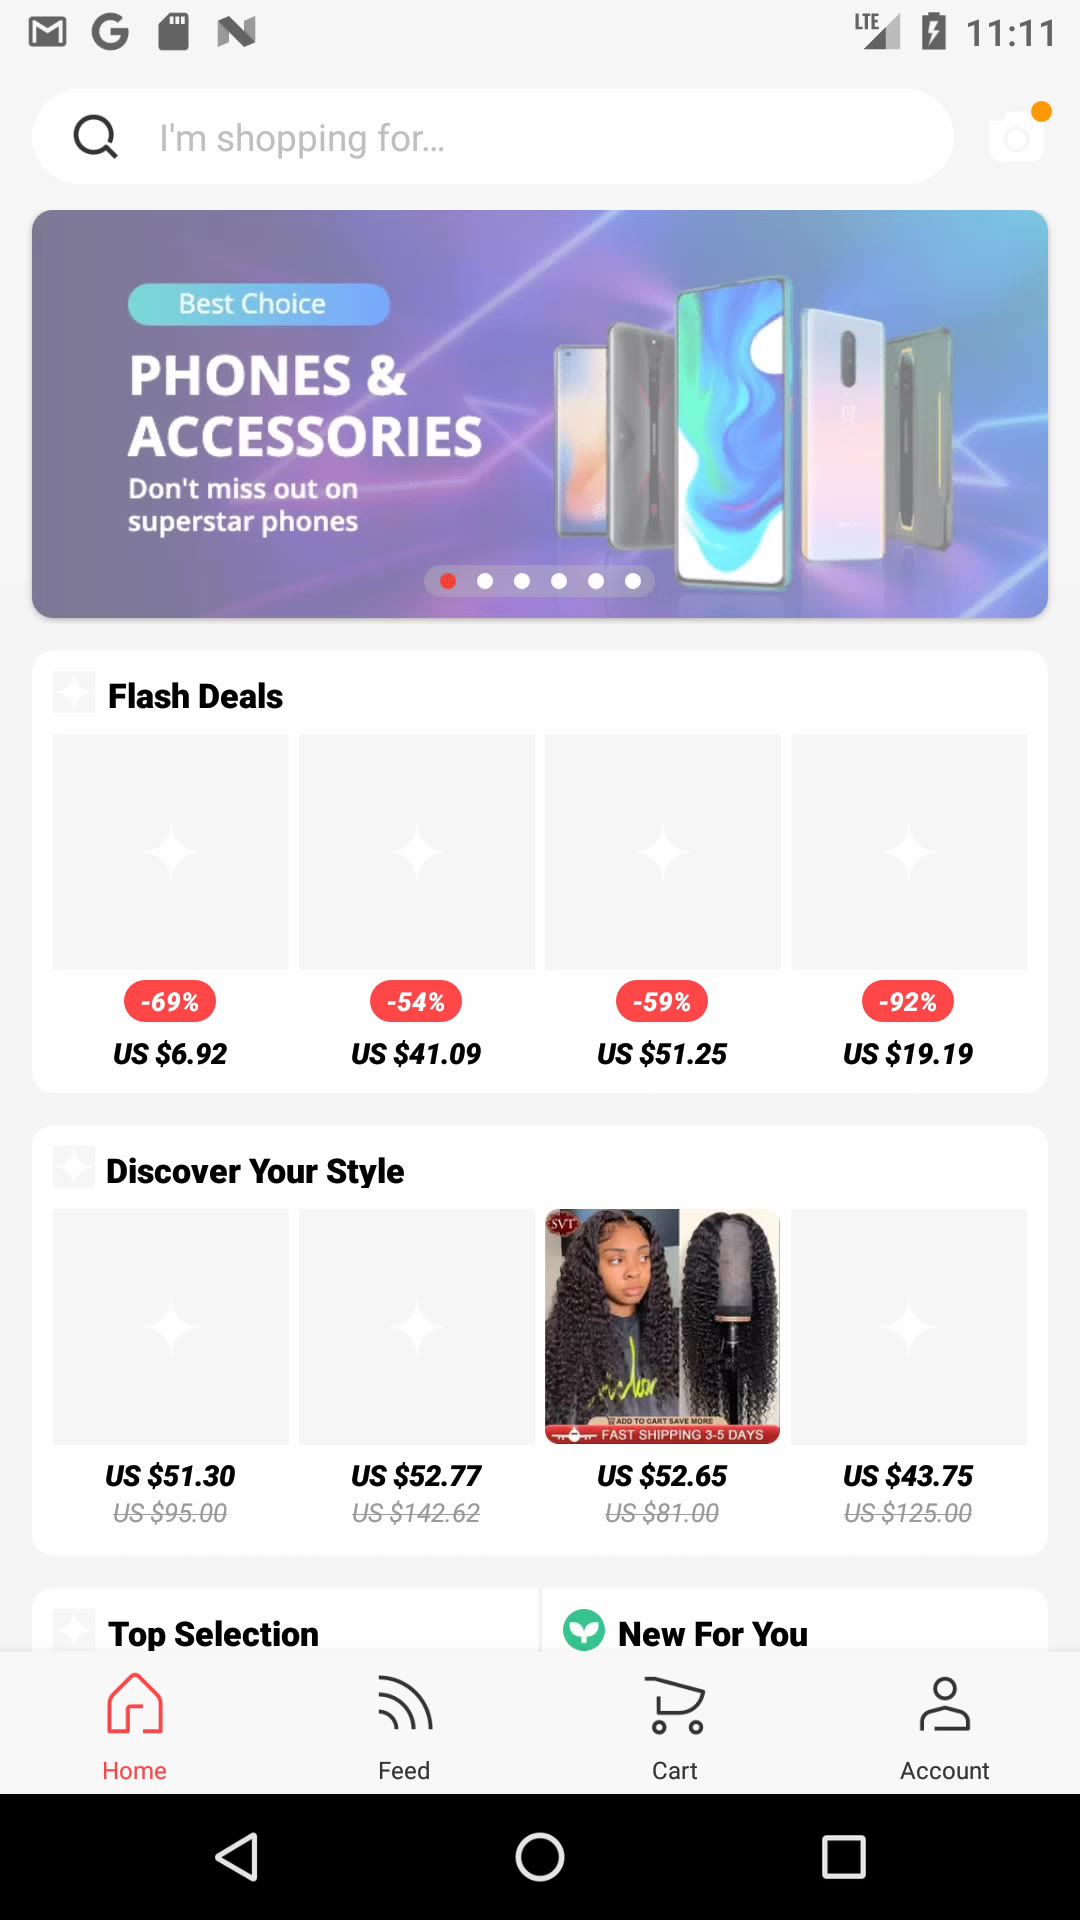 LTE 11:11
I'm shopping for...
Best Choice
PHONES &
ACCESSORIES
Don't miss out on
superstar phones
Flash Deals
-69% -54% -59% -92%
US $6.92 US $41.09 US $51.25 US $19.19
Discover Your Style
SVT
ADD TO CART SAVE MORE
FAST SHIPPING 3-5 DAYS
US $51.30 US $52.77 US $52.65 US $43.75
US $95.00 US $142.62 US $81.00 US $125.00
Top Selection New For You
Home Feed Cart Account